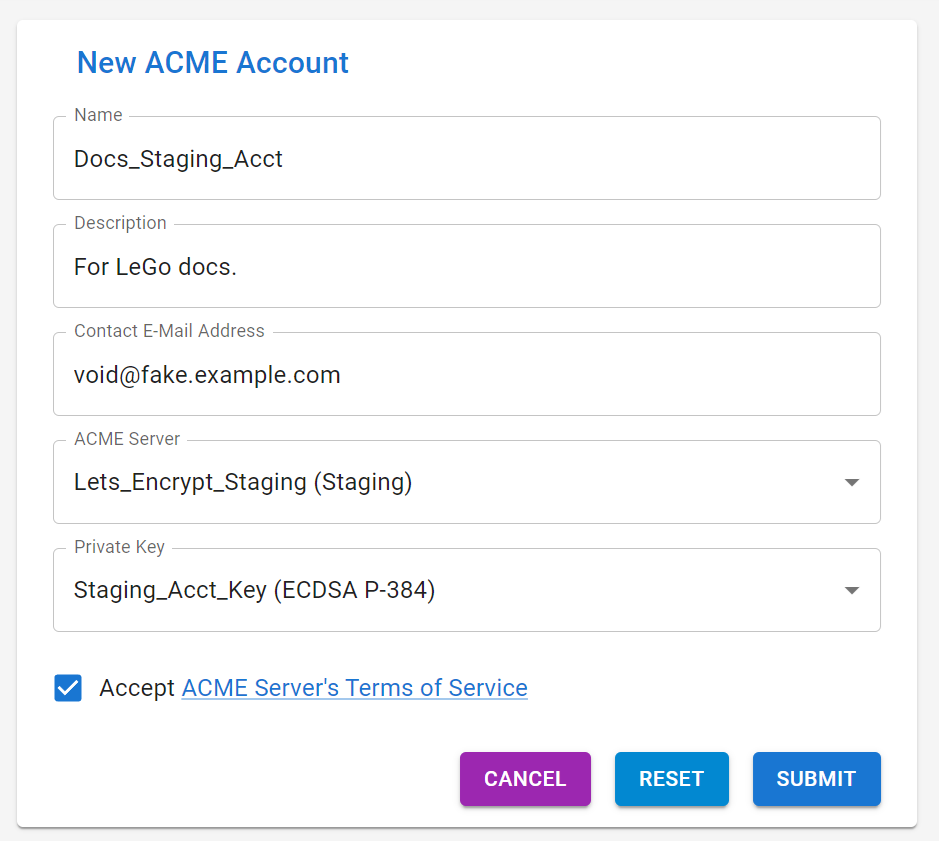 New ACME Account
Name
Docs_Staging_Acct
Description
For LeGo docs.
Contact E-Mail Address
void@fake.example.com
ACME Server
Lets_Encrypt_Staging (Staging)
Private Key
Staging_Acct_Key (ECDSA P-384)
Accept ACME Server's Terms of Service
CANCEL RESET SUBMIT